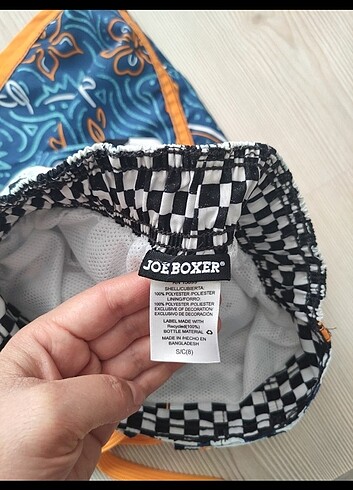 JOE BOXER®
SHELL/CUBIERTA:
100% POLYESTER/POLIESTER
LINING/FORRO:
100% POLYESTER/POLIESTER
EXCLUSIVE OF DECORATION/
EXCLUSIVO DE DECORACIÓN
LABEL MADE WITH
Recycled(100%)
BOTTLE MATERIAL
MADE IN /HECHO EN
BANGLADESH
S/C(8)